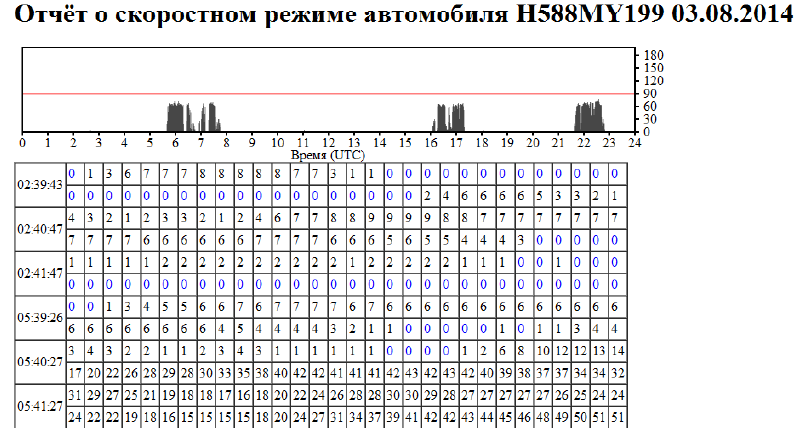 Отчёт о скоростном режиме автомобиля Н588МУ199 03.08.2014
180
150
120
90
60
30
0
0 1 2 3 4 5 6 7 8 9 10 11 12 13 14 15 16 17 18 19 20 21 22 23 24
Время (UTC)
02:39:43
0 1 3 6 7 7 7 8 8 8 8 8 7 7 3 1 1 0 0 0 0 0 0 0 0 0 0 0 0 0
0 0 0 0 0 0 0 0 0 0 0 0 0 0 0 0 0 0 0 2 4 6 6 6 6 5 3 3 2 1
02:40:47
4 3 2 1 2 3 3 2 1 2 4 6 7 7 8 8 9 9 9 9 8 8 7 7 7 7 7 7 7 7
7 7 7 7 6 6 6 6 6 6 7 7 7 7 6 6 6 5 6 5 5 4 4 4 3 0 0 0 0 0
02:41:47
1 1 1 1 1 2 2 2 2 2 2 2 2 2 2 1 2 2 2 2 2 1 1 1 0 0 1 0 0 0
0 0 0 0 0 0 0 0 0 0 0 0 0 0 0 0 0 0 0 0 0 0 0 0 0 0 0 0 0 0
05:39:26
0 0 1 3 4 5 5 6 6 7 6 7 7 7 7 6 7 6 6 6 6 6 6 6 6 6 6 6 6 6
6 6 6 6 6 6 6 6 4 5 4 4 4 4 3 2 1 1 0 0 0 0 0 1 0 1 1 3 4 4
05:40:27
3 4 3 2 2 1 1 2 3 4 3 1 1 1 1 1 1 0 0 0 0 1 2 6 8 10 12 12 13 14
17 20 22 26 28 29 28 30 33 35 38 40 40 41 41 41 42 43 42 43 42 40 39 38 37 37 34 34 32
05:41:27
31 29 27 25 21 19 18 18 17 16 18 20 22 24 26 28 28 30 30 29 28 27 27 27 27 26 25 24 24
24 22 22 19 18 16 15 15 15 18 20 24 27 31 34 37 39 41 42 42 43 44 45 46 47 48 49 50 51 51